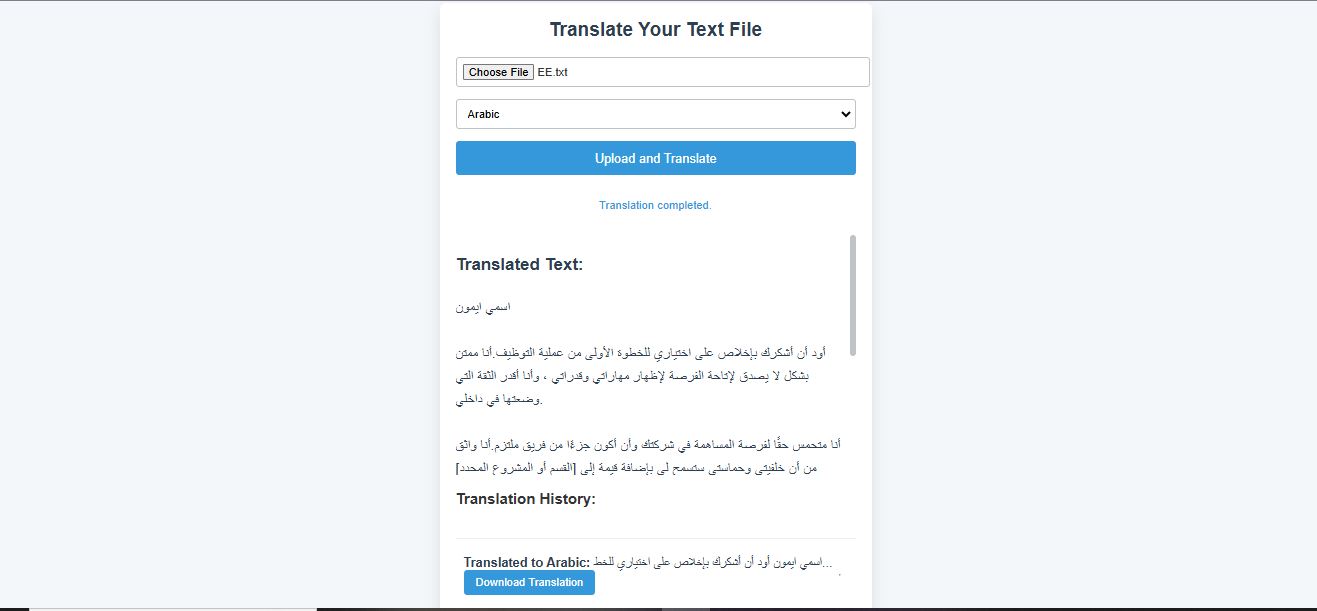 Translate Your Text File
Choose File EE.txt
Arabic
Upload and Translate
Translation completed.
Translated Text:
اسمي ايمون
أود أن أشكرك بإخلاص على اختياري للخطوة الأولى من عملية التوظيف.أنا ممتن
بشكل لا يصدق لإتاحة الفرصة لإظهار مهاراتي وقدراتي ، وأنا أقدر الثقة التي
وضعتها في داخلي.
أنا متحمس حقًا لفرصة المساهمة في شركتك وأن أكون جزءًا من فريق ملتزم.أنا واثق
من أن خلفيتي وحماستي ستسمح لي بإضافة قيمة إلى [القسم أو المشروع المحدد]
Translation History:
Translated to Arabic: اسمي ايمون أود أن أشكرك بإخلاص على اختياري للخط...
Download Translation